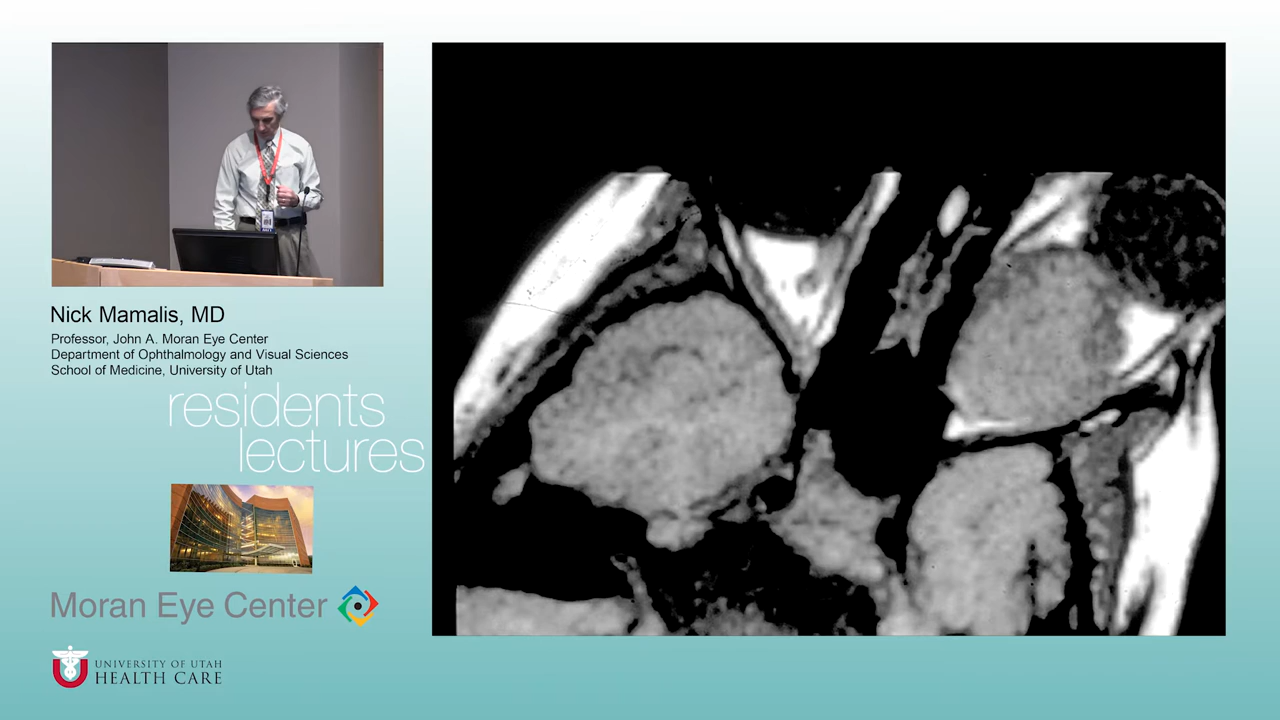 Nick Mamalis, MD
Professor, John A. Moran Eye Center
Department of Ophthalmology and Visual Sciences
School of Medicine, University of Utah
residents
lectures
Moran Eye Center
U
UNIVERSITY OF UTAH
HEALTH CARE